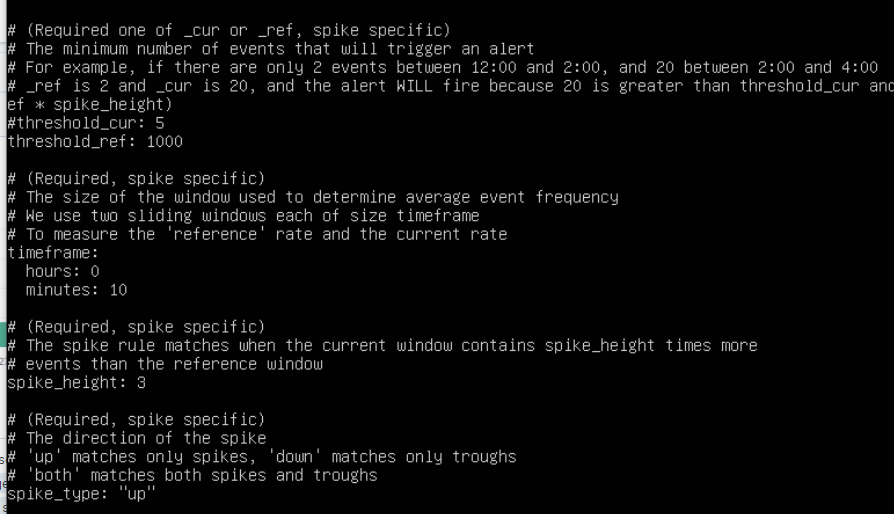 # (Required one of _cur or _ref, spike specific)
# The minimum number of events that will trigger an alert
# For example, if there are only 2 events between 12:00 and 2:00, and 20 between 2:00 and 4:00
# _ref is 2 and _cur is 20, and the alert WILL fire because 20 is greater than threshold_cur and
ef * spike_height)
#threshold_cur: 5
threshold_ref: 1000

# (Required, spike specific)
# The size of the window used to determine average event frequency
# We use two sliding windows each of size timeframe
# To measure the 'reference' rate and the current rate
timeframe:
  hours: 0
  minutes: 10

# (Required, spike specific)
# The spike rule matches when the current window contains spike_height times more
# events than the reference window
spike_height: 3

# (Required, spike specific)
# The direction of the spike
# 'up' matches only spikes, 'down' matches only troughs
# 'both' matches both spikes and troughs
spike_type: "up"